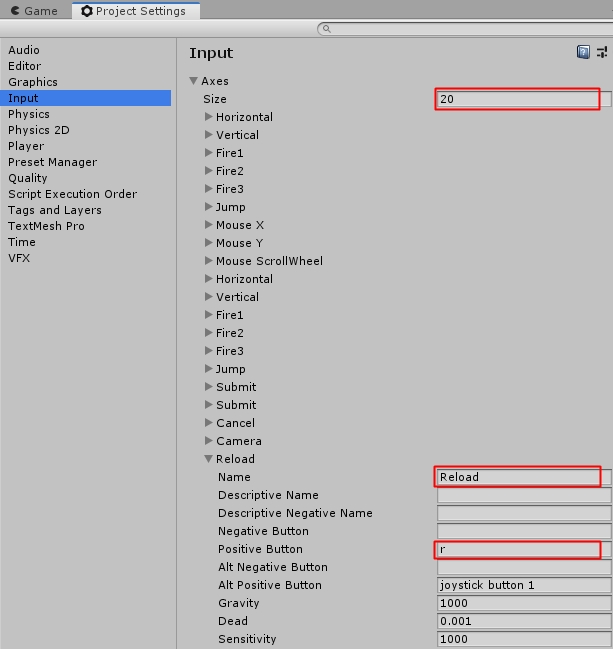 Game Project Settings
Audio
Editor
Graphics
Input
Physics
Physics 2D
Player
Preset Manager
Quality
Script Execution Order
Tags and Layers
TextMesh Pro
Time
VFX
Input
Axes
Size 20
Horizontal
Vertical
Fire1
Fire2
Fire3
Jump
Mouse X
Mouse Y
Mouse ScrollWheel
Horizontal
Vertical
Fire1
Fire2
Fire3
Jump
Submit
Submit
Cancel
Camera
Reload
Name Reload
Descriptive Name
Descriptive Negative Name
Negative Button
Positive Button r
Alt Negative Button
Alt Positive Button joystick button 1
Gravity 1000
Dead 0.001
Sensitivity 1000